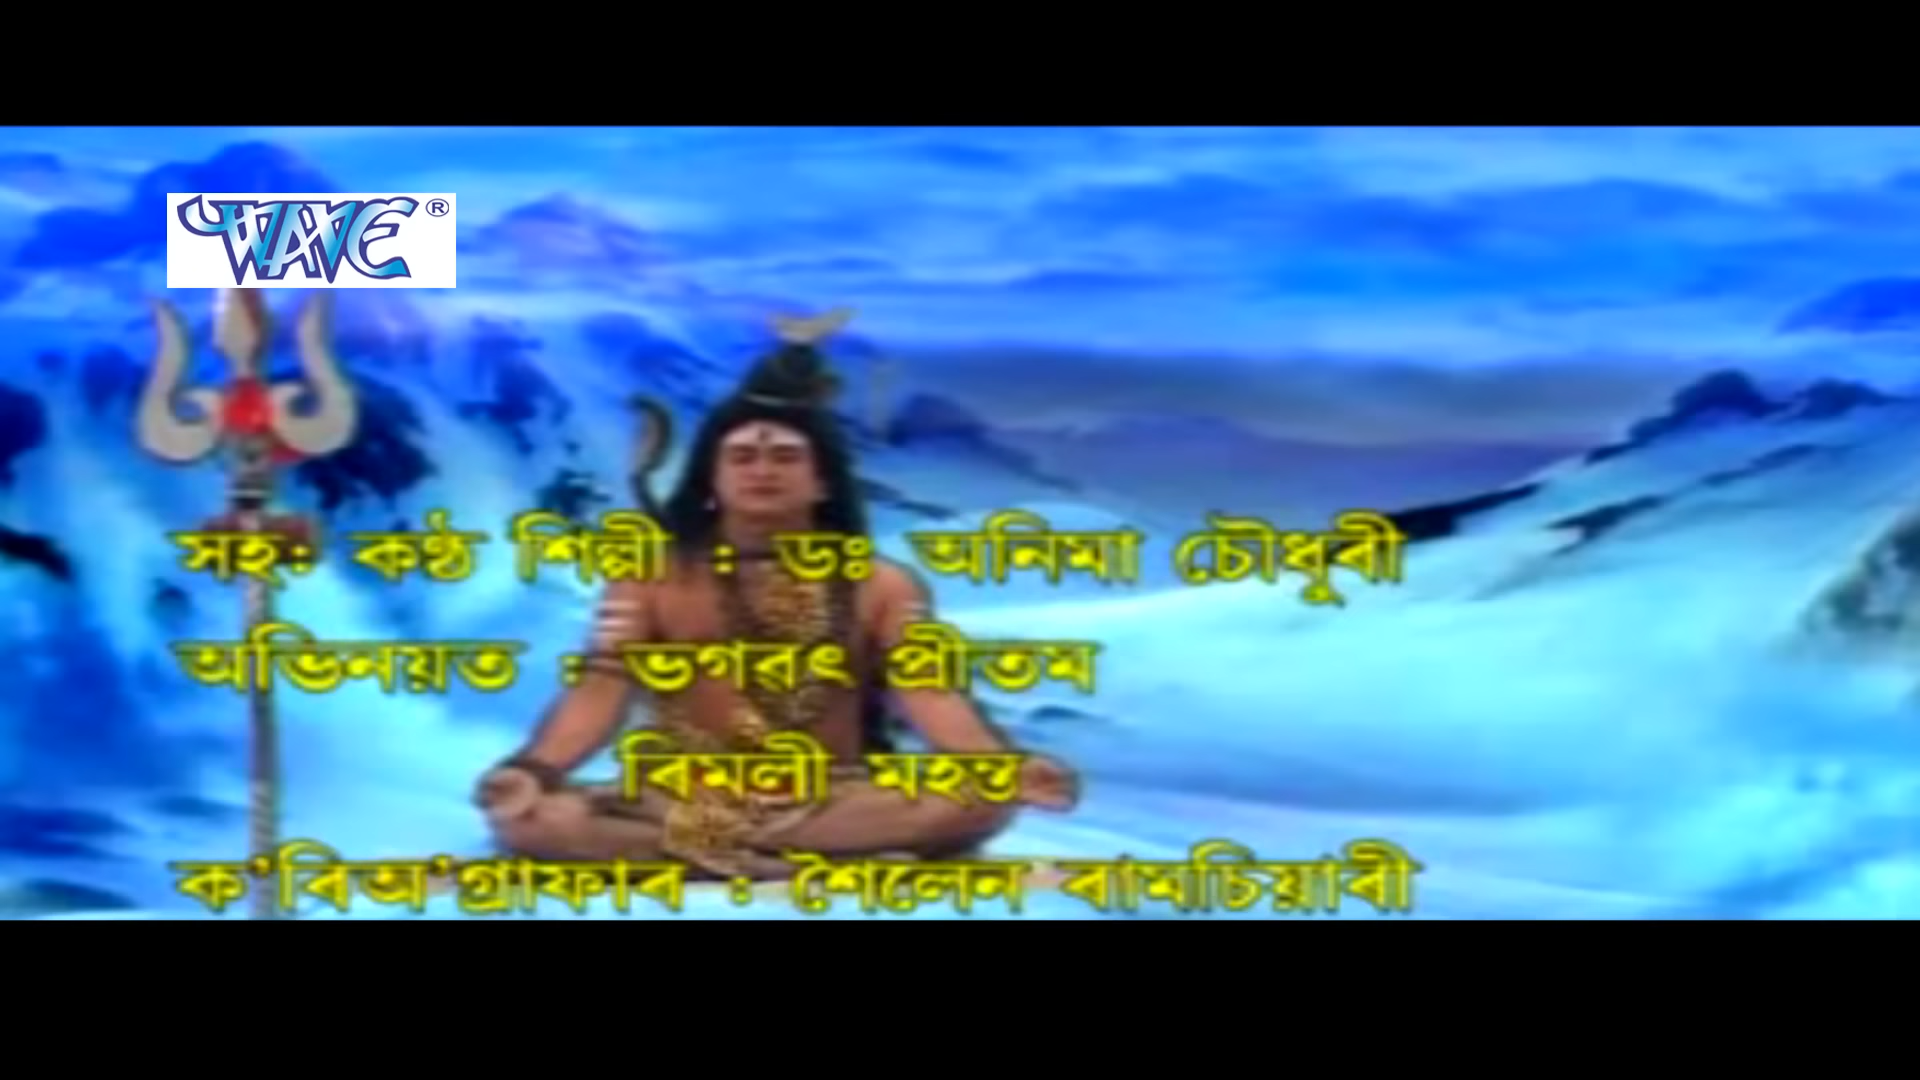 WAVE®
সহঃ কণ্ঠ শিল্পী : ডঃ অনিমা চৌধুৰী
অভিনয়ত : ভগৱৎ প্ৰীতম
ৰিমলী মহন্ত
ক'ৰিঅ'গ্ৰাফাৰ : শৈলেন ৰামচিয়াৰী